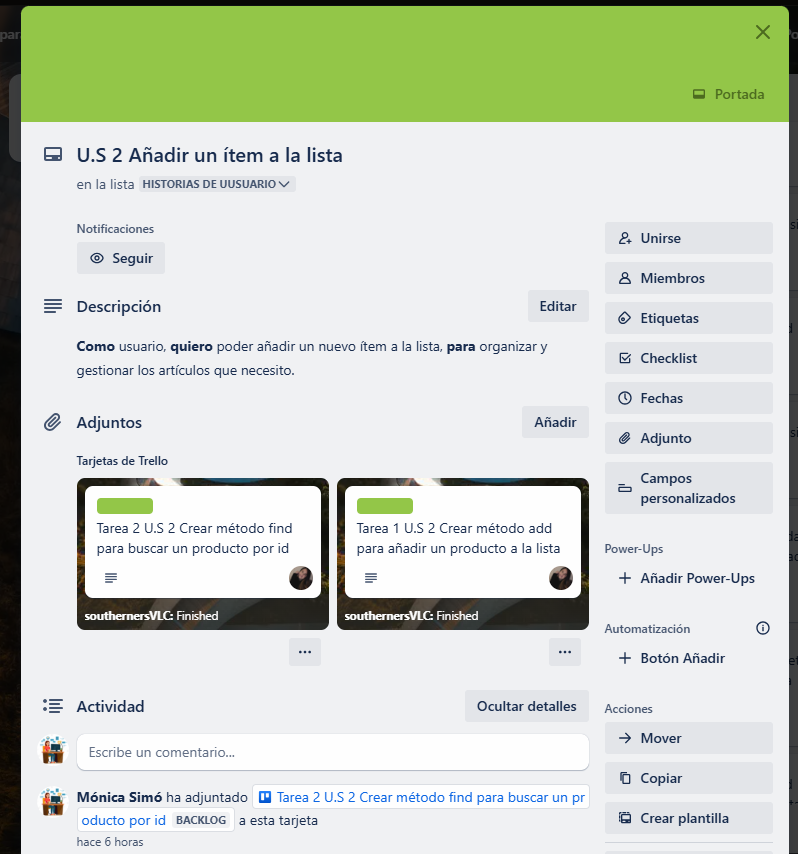 Portada
U.S 2 Añadir un ítem a la lista
en la lista HISTORIAS DE UUSUARIO
Notificaciones
Seguir
Descripción
Editar
Como usuario, quiero poder añadir un nuevo ítem a la lista, para organizar y
gestionar los artículos que necesito.
Adjuntos
Añadir
Tarjetas de Trello
Tarea 2 U.S 2 Crear método find
para buscar un producto por id
southernersVLC: Finished
Tarea 1 U.S 2 Crear método add
para añadir un producto a la lista
southernersVLC: Finished
Actividad
Ocultar detalles
Escribe un comentario...
Mónica Simó ha adjuntado Tarea 2 U.S 2 Crear método find para buscar un pr
oducto por id BACKLOG a esta tarjeta
hace 6 horas
Unirse
Miembros
Etiquetas
Checklist
Fechas
Adjunto
Campos
personalizados
Power-Ups
Añadir Power-Ups
Automatización
Botón Añadir
Acciones
Mover
Copiar
Crear plantilla